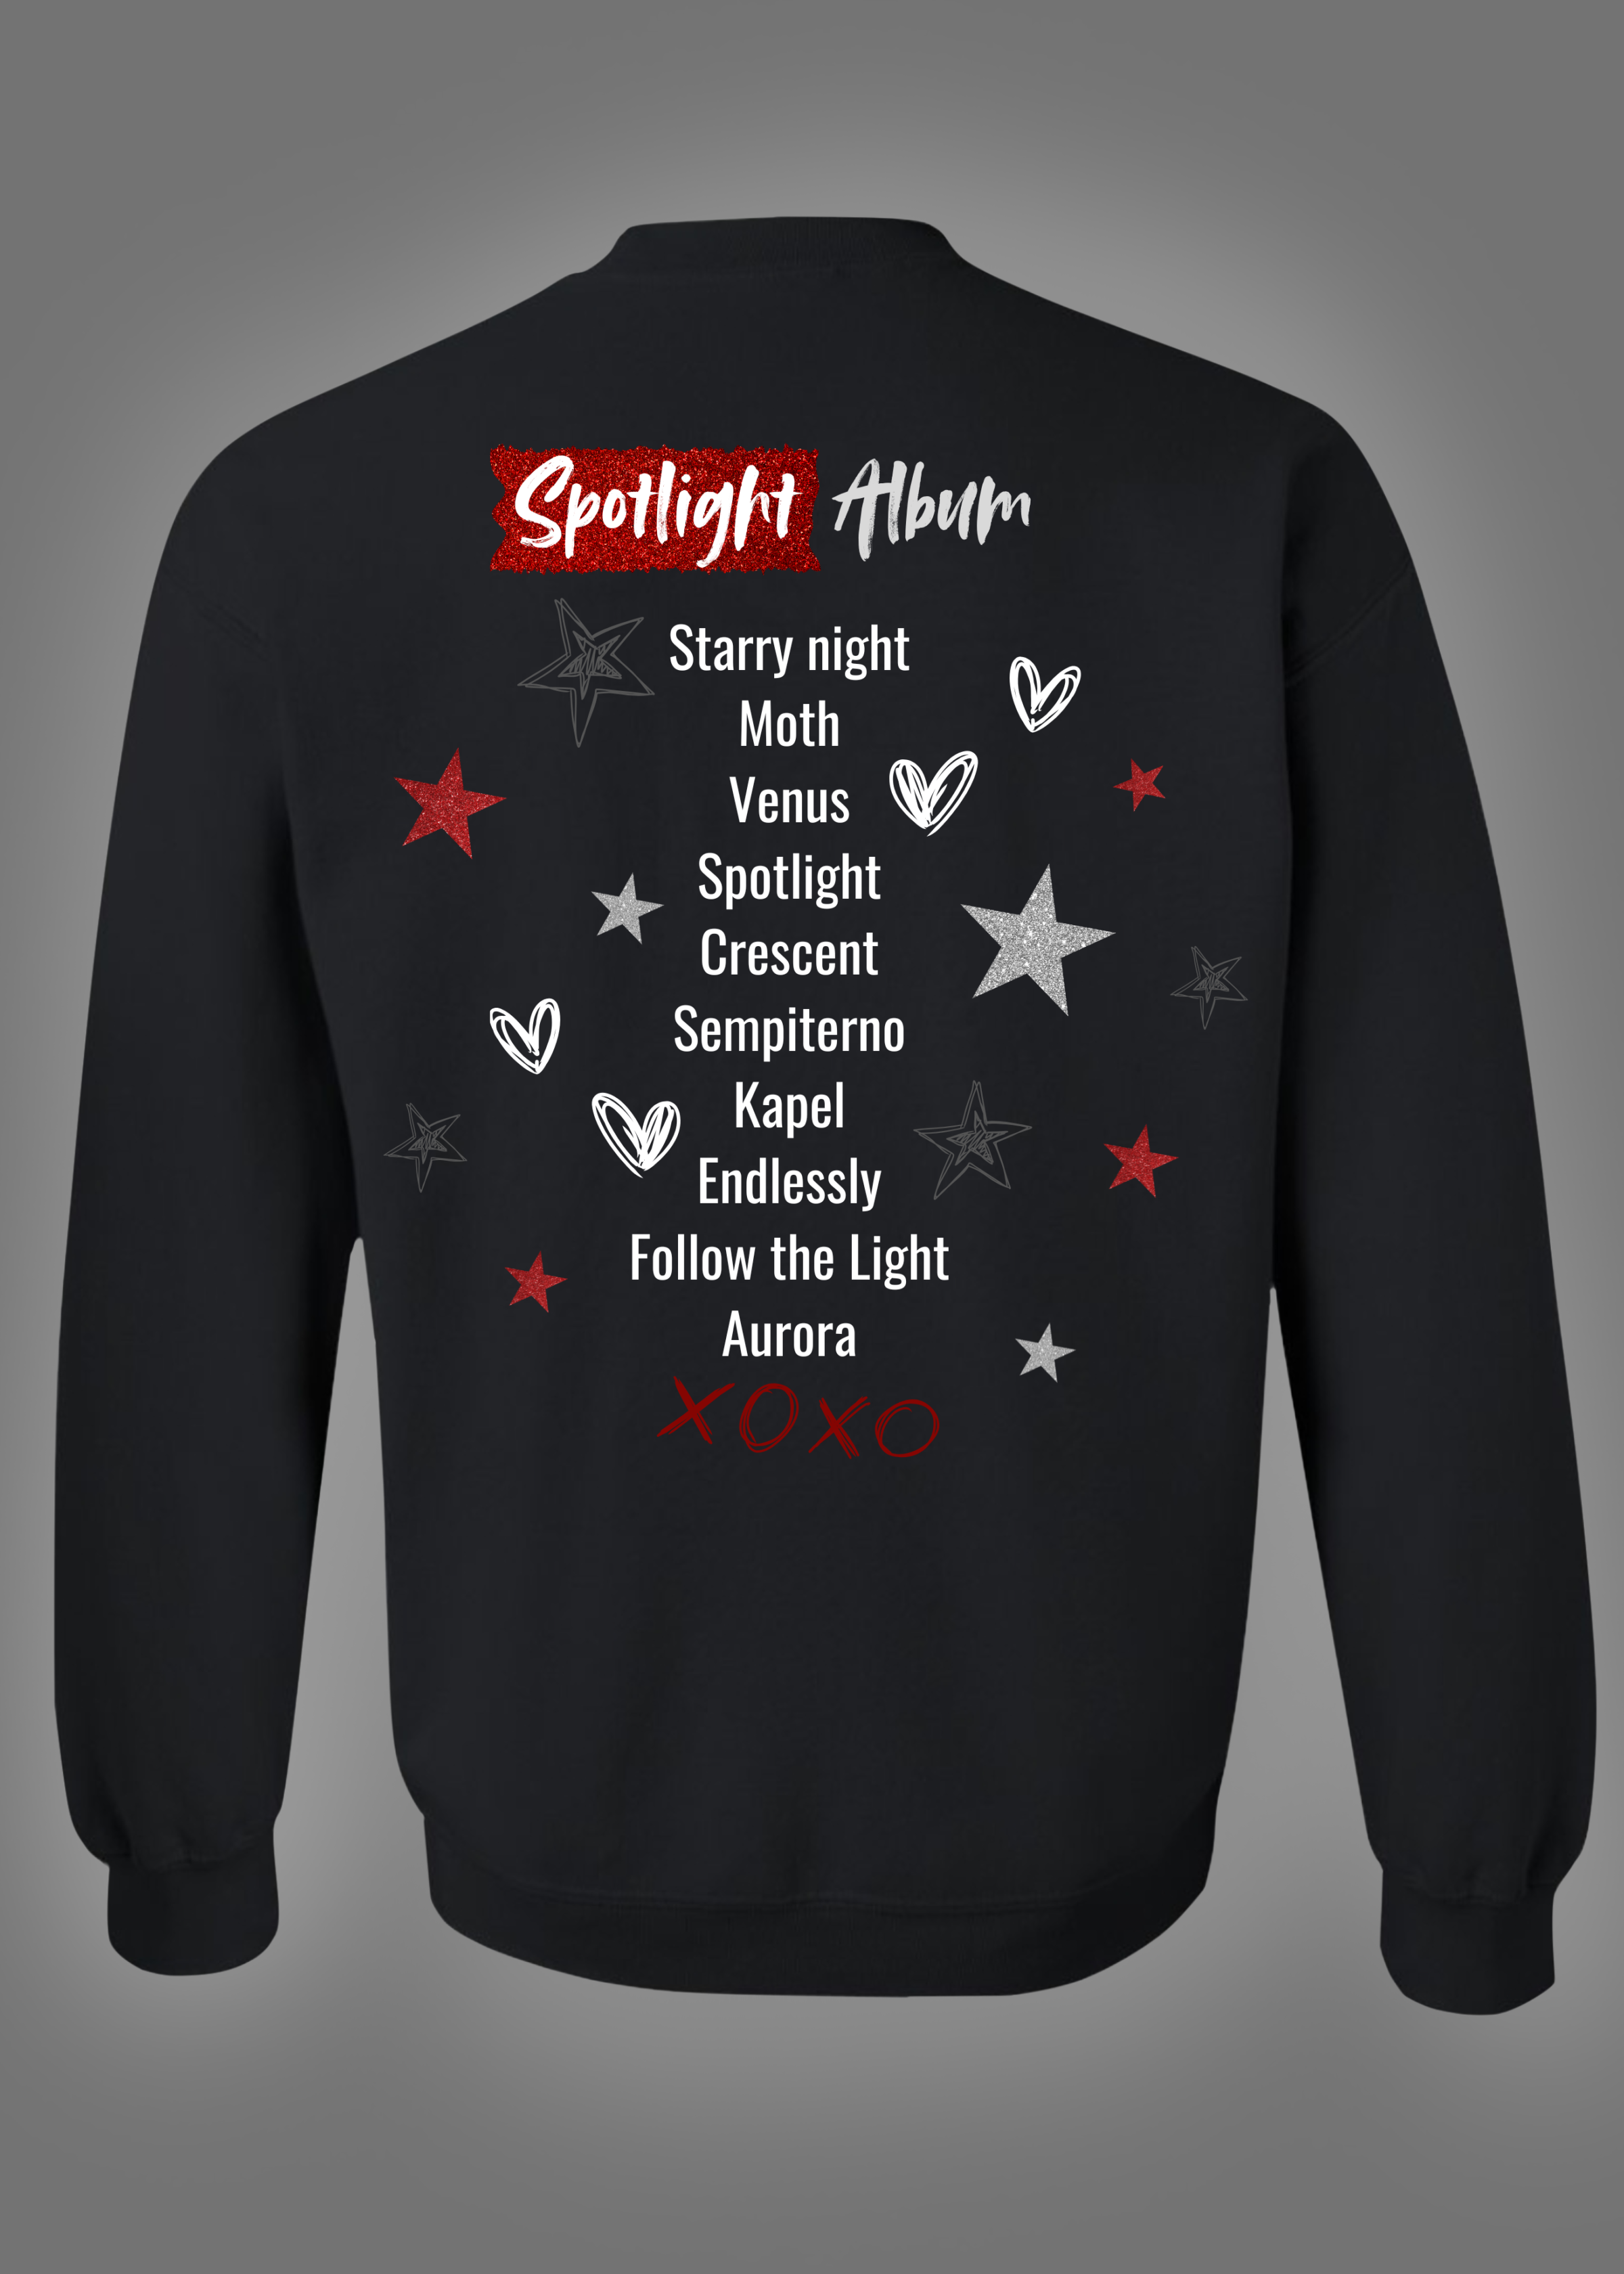 Spotlight Album
Starry night
Moth
Venus
Spotlight
Crescent
Sempiterno
Kapel
Endlessly
Follow the Light
Aurora
XOXO